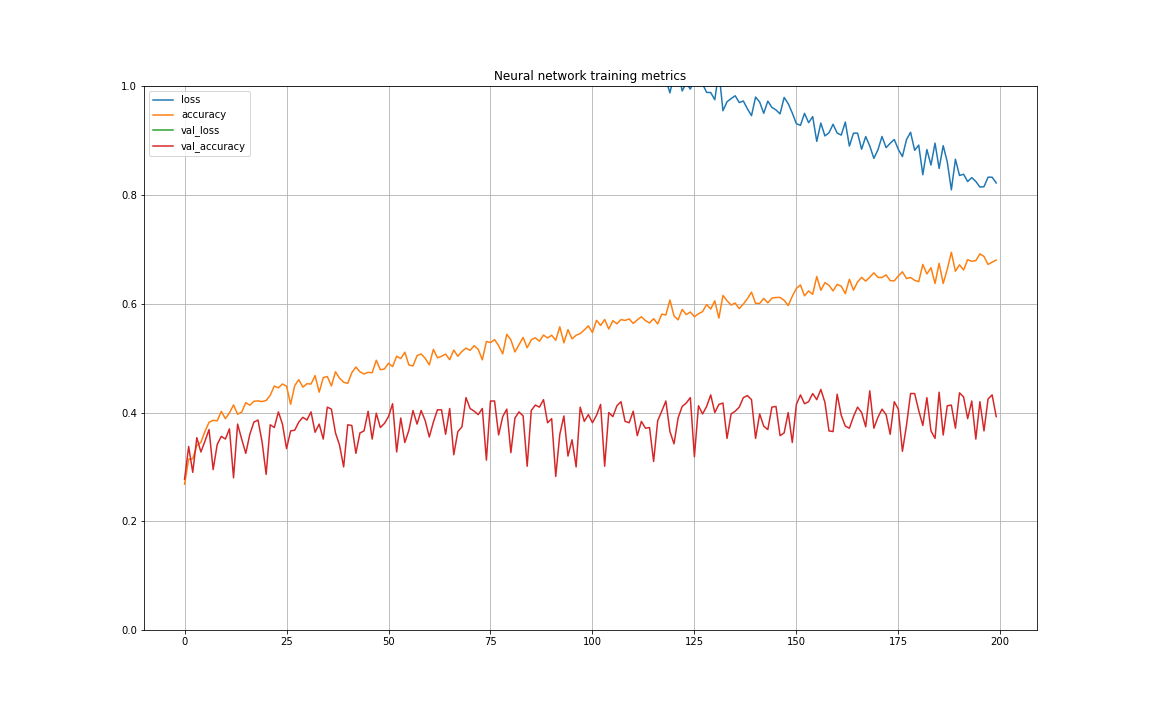 Neural network training metrics
1.0
loss
accuracy
val_loss
val_accuracy
0.8
0.6
0.4
0.2
0.0
0 25 50 75 100 125 150 175 200